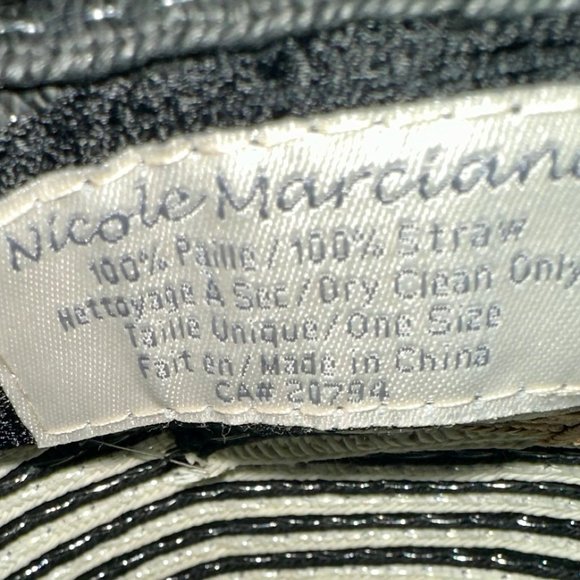 Nicole Marciano
100% Paille / 100% Straw
Nettoyage À Sec / Dry Clean Only
Taille Unique / One Size
Fait en / Made in China
CA# 20794